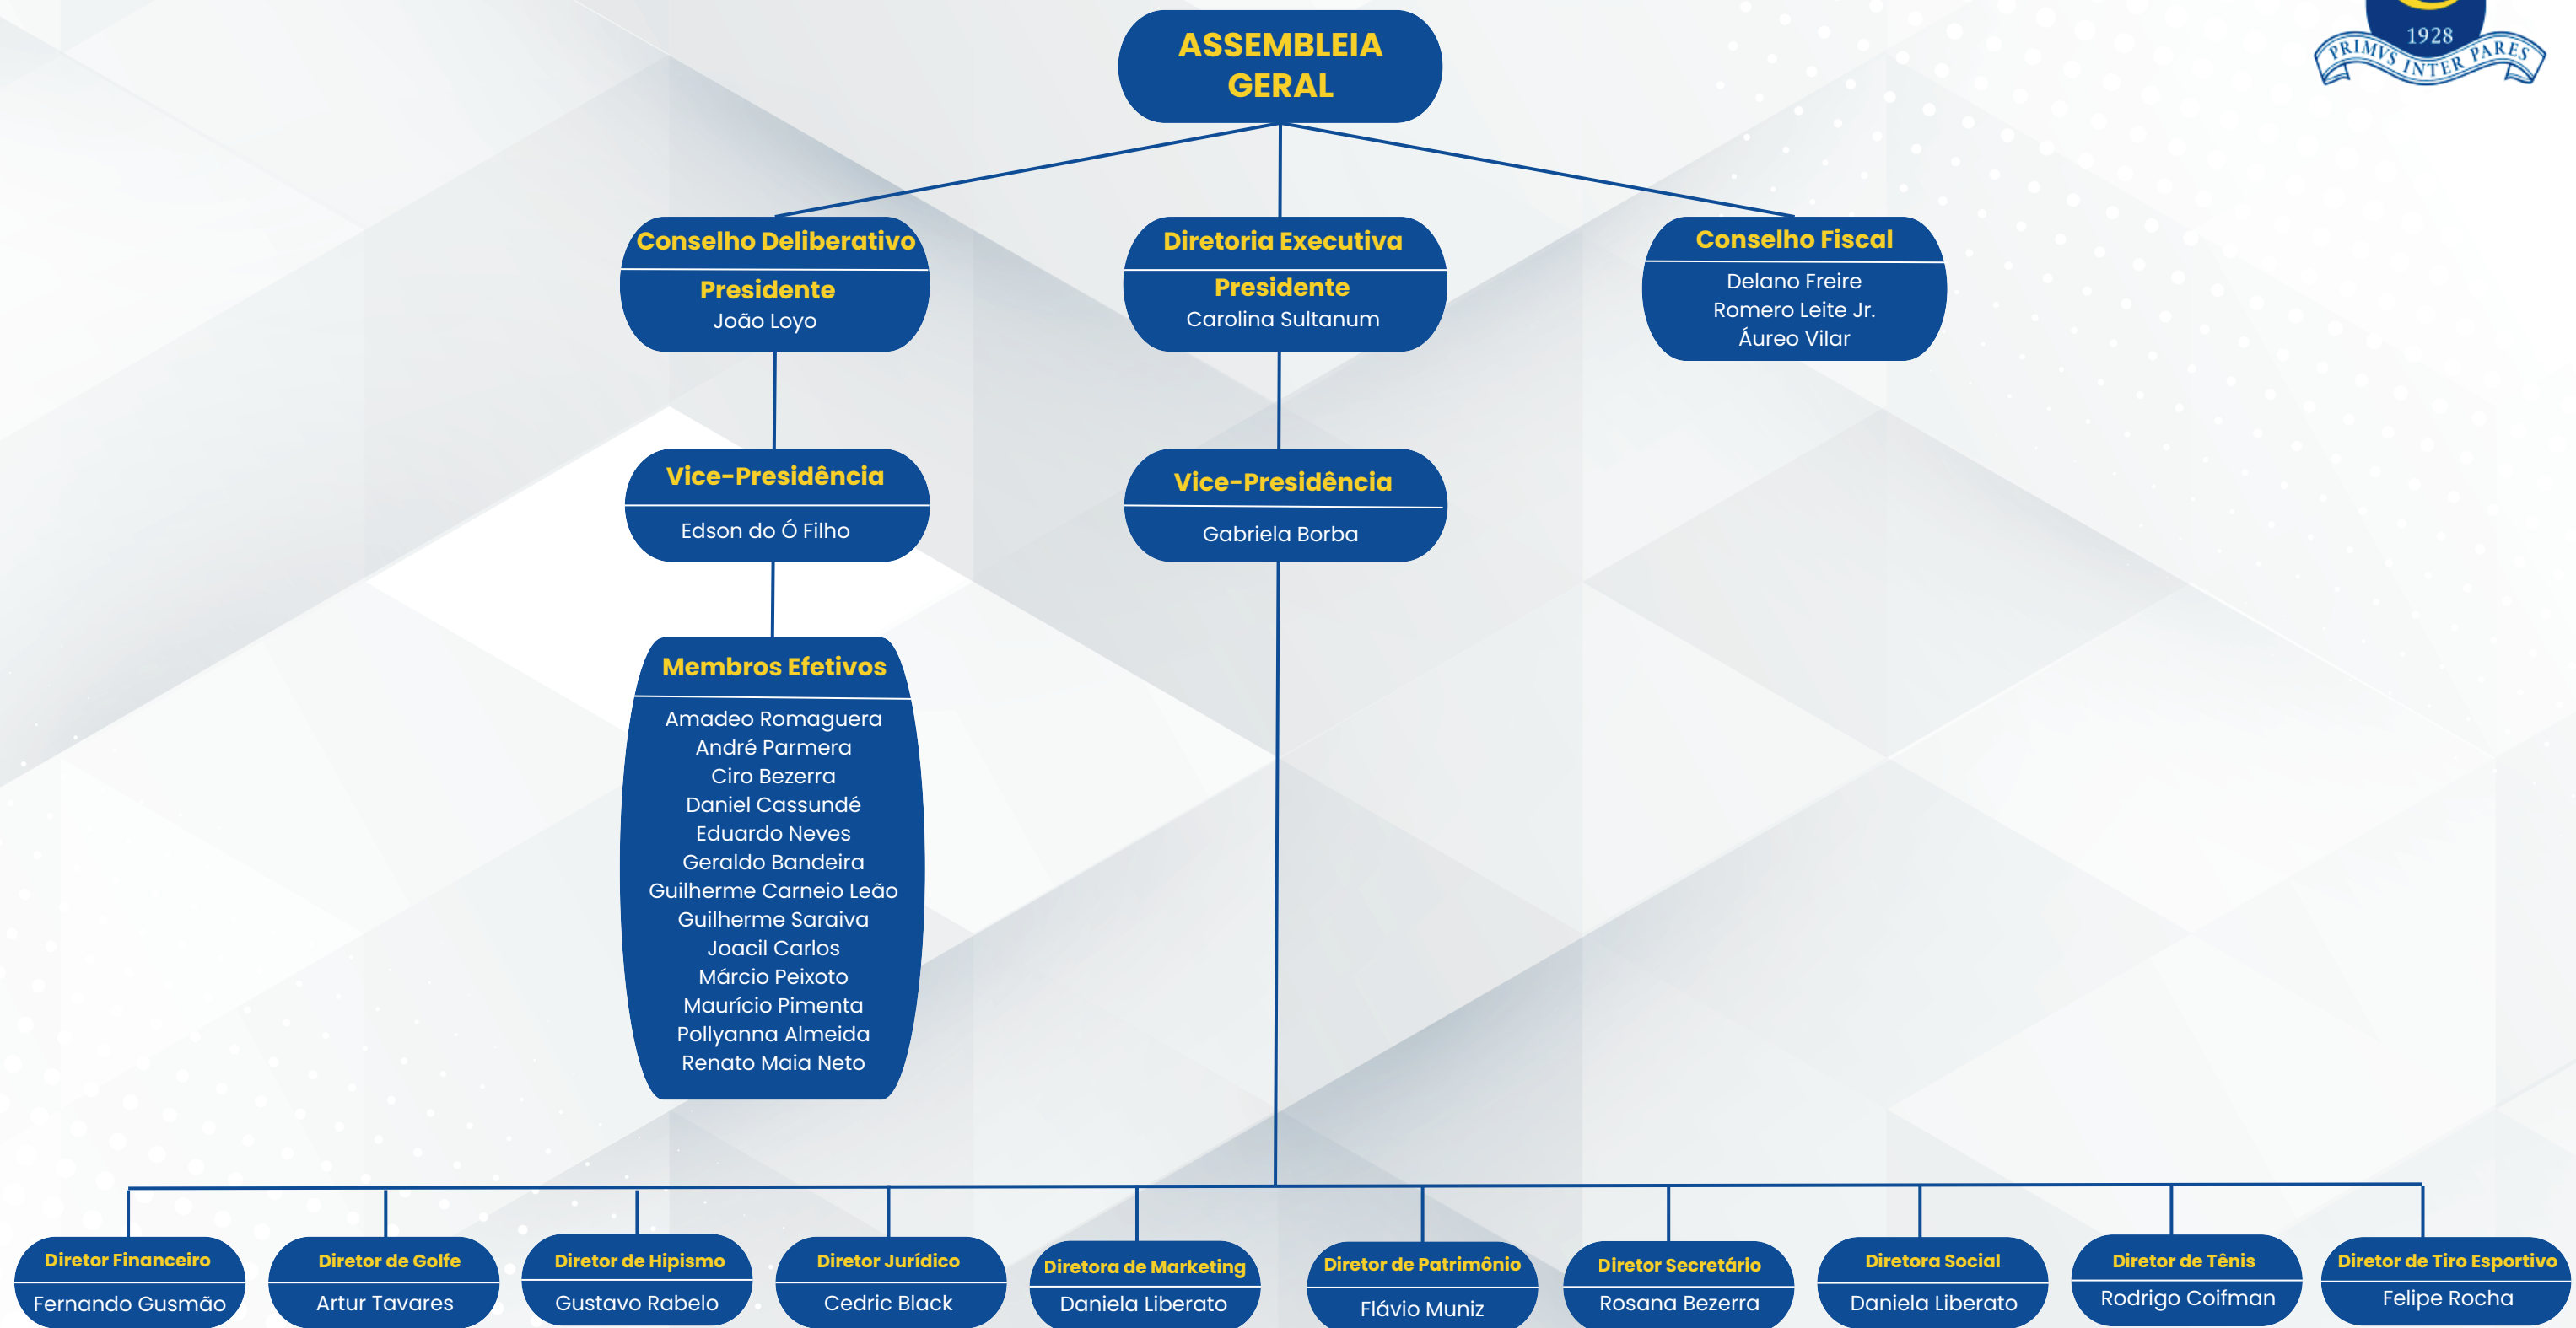 ASSEMBLEIA
GERAL
1928
PRIMVS INTER PARES
Conselho Deliberativo
Presidente
João Loyo
Diretoria Executiva
Presidente
Carolina Sultanum
Conselho Fiscal
Delano Freire
Romero Leite Jr.
Áureo Vilar
Vice-Presidência
Edson do Ó Filho
Vice-Presidência
Gabriela Borba
Membros Efetivos
Amadeo Romaguera
André Parmera
Ciro Bezerra
Daniel Cassundé
Eduardo Neves
Geraldo Bandeira
Guilherme Carneio Leão
Guilherme Saraiva
Joacil Carlos
Márcio Peixoto
Maurício Pimenta
Pollyanna Almeida
Renato Maia Neto
Diretor Financeiro
Fernando Gusmão
Diretor de Golfe
Artur Tavares
Diretor de Hipismo
Gustavo Rabelo
Diretor Jurídico
Cedric Black
Diretora de Marketing
Daniela Liberato
Diretor de Patrimônio
Flávio Muniz
Diretor Secretário
Rosana Bezerra
Diretora Social
Daniela Liberato
Diretor de Tênis
Rodrigo Coifman
Diretor de Tiro Esportivo
Felipe Rocha